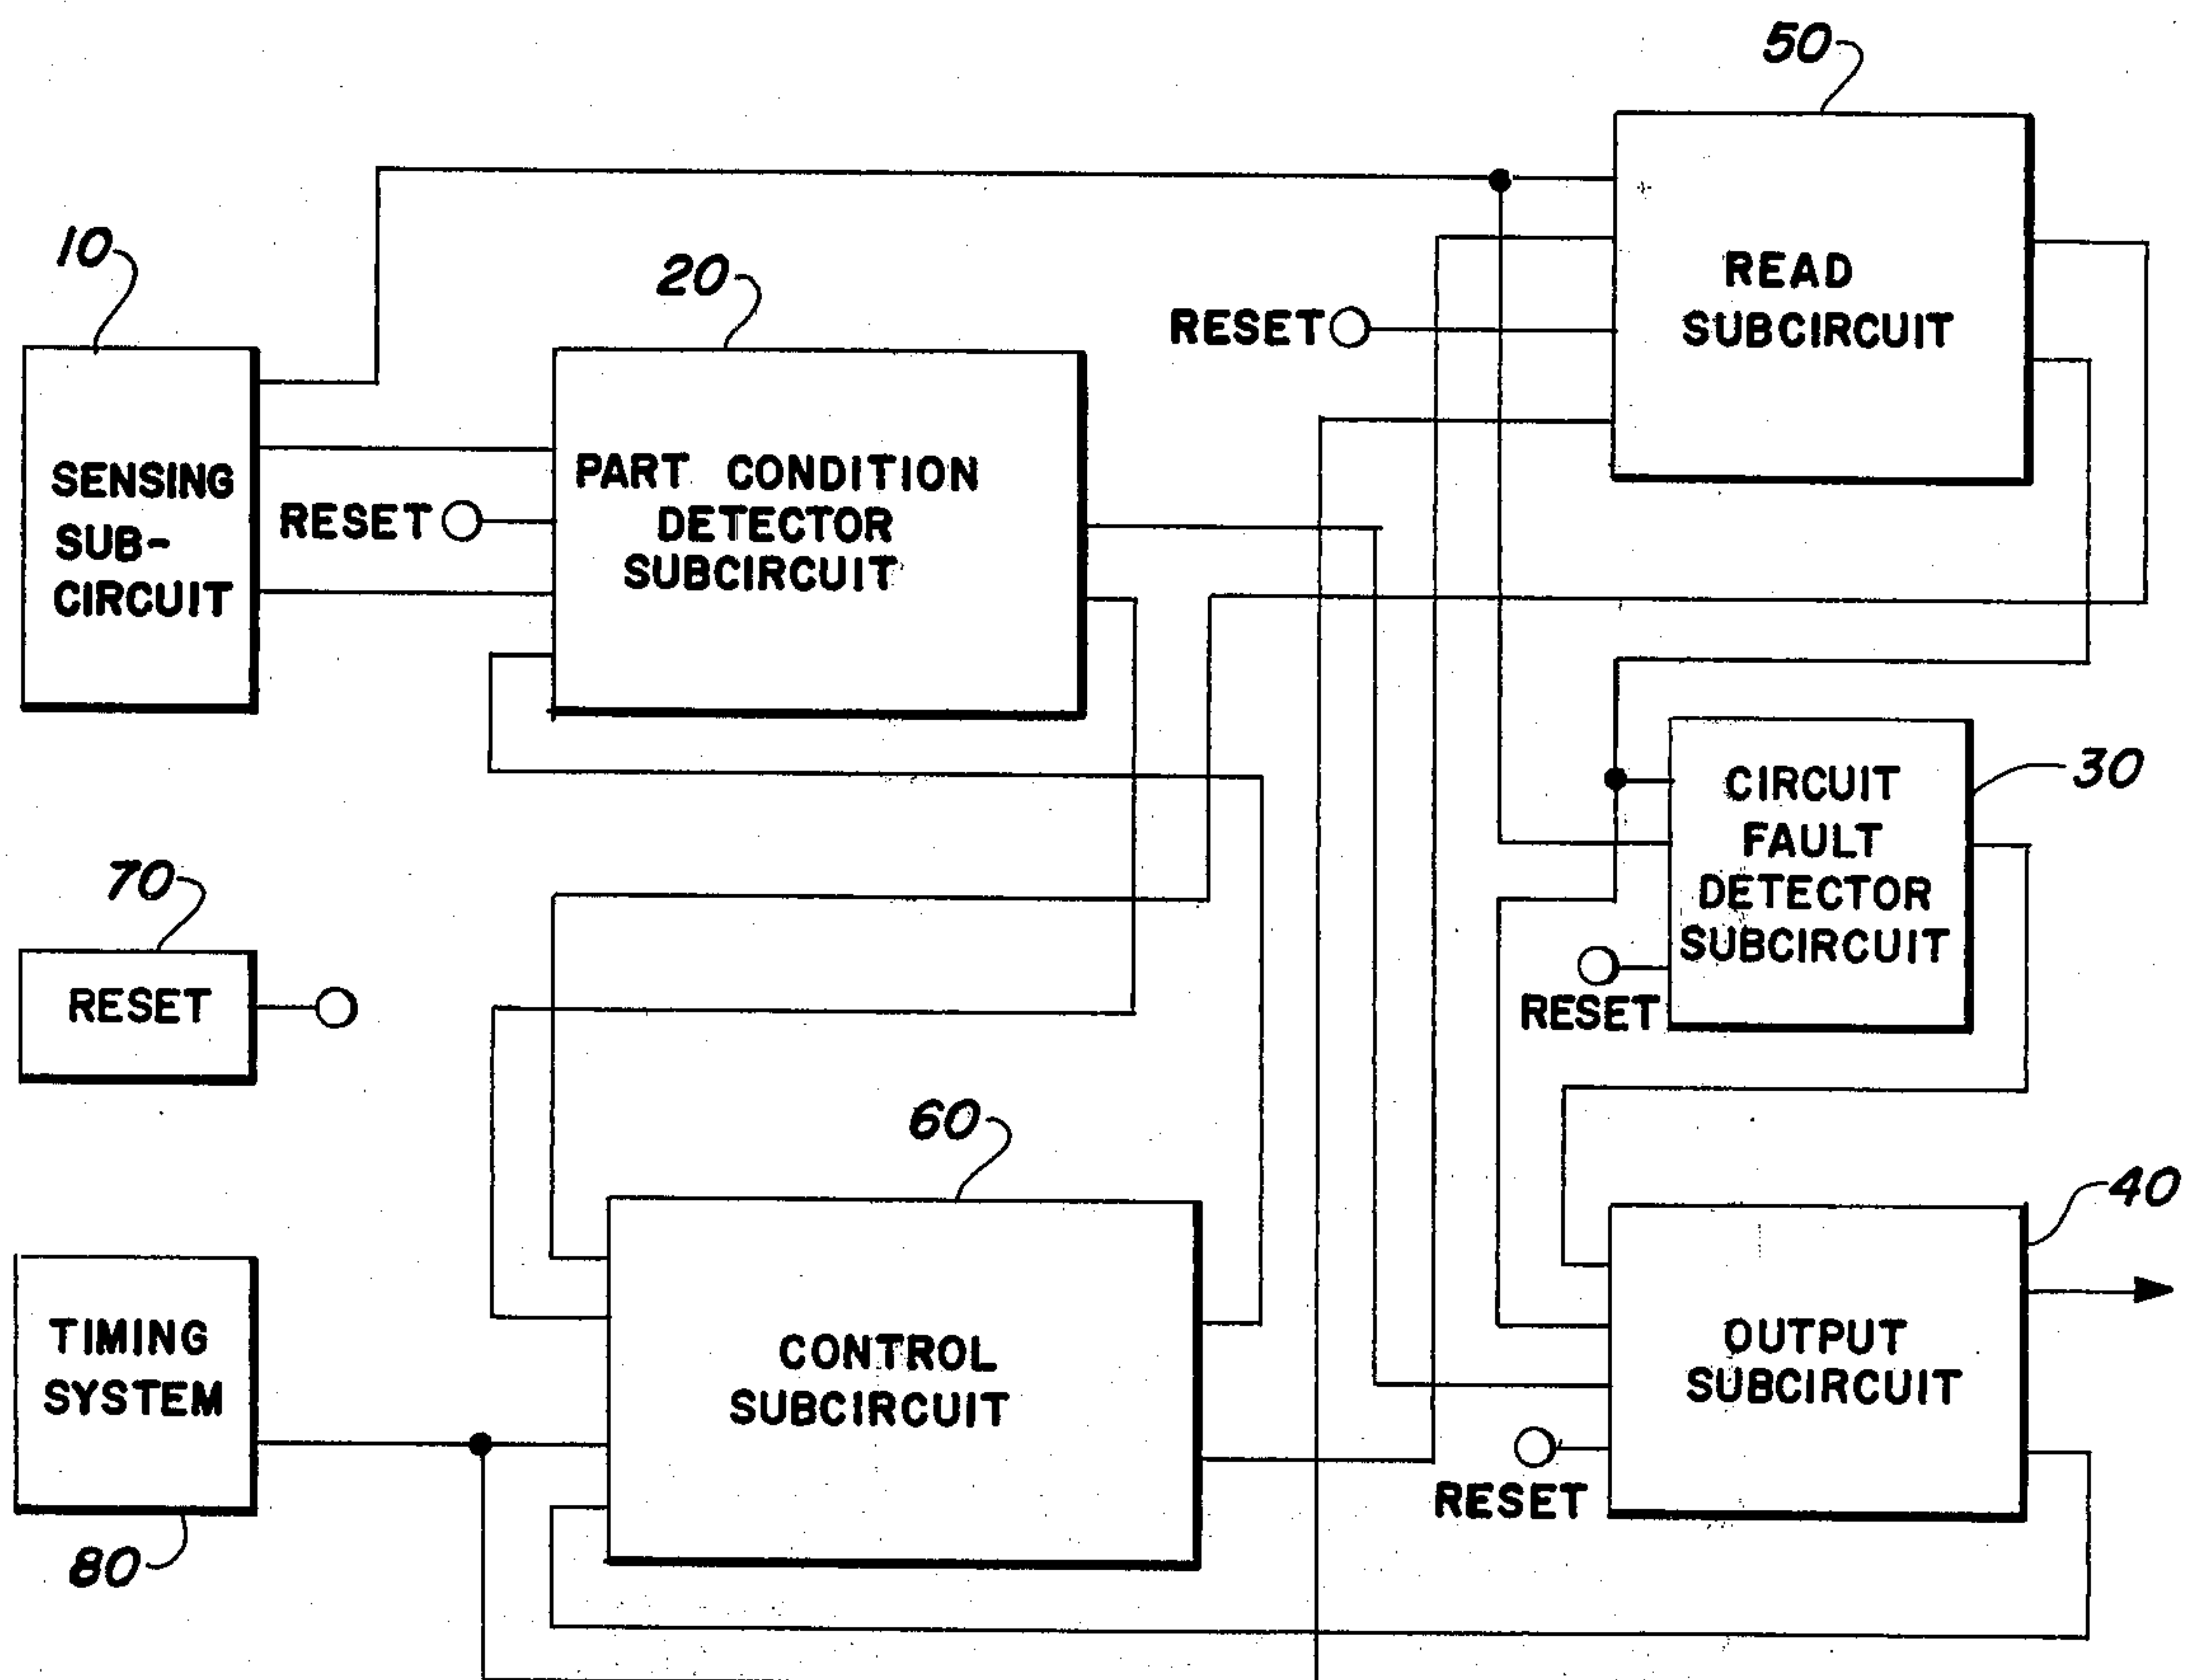 50
10
20
READ
SUBCIRCUIT
RESET
SENSING
SUB-
CIRCUIT
RESET
PART CONDITION
DETECTOR
SUBCIRCUIT
30
CIRCUIT
FAULT
DETECTOR
SUBCIRCUIT
RESET
70
RESET
60
40
TIMING
SYSTEM
80
CONTROL
SUBCIRCUIT
OUTPUT
SUBCIRCUIT
RESET